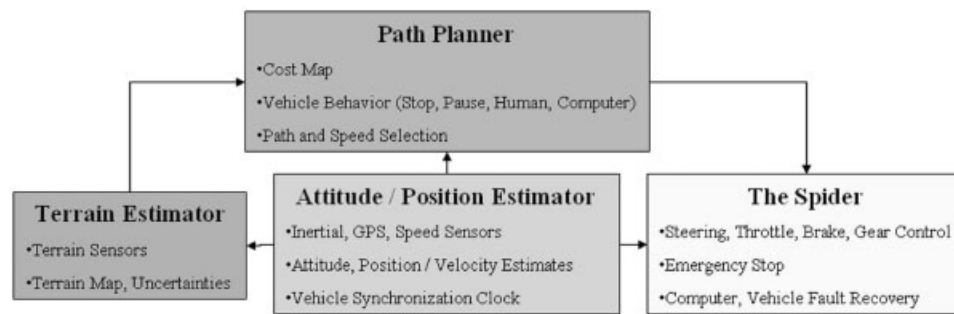 Path Planner
•Cost Map
•Vehicle Behavior (Stop, Pause, Human, Computer)
•Path and Speed Selection
Terrain Estimator
•Terrain Sensors
•Terrain Map, Uncertainties
Attitude / Position Estimator
•Inertial, GPS, Speed Sensors
•Attitude, Position / Velocity Estimates
•Vehicle Synchronization Clock
The Spider
•Steering, Throttle, Brake, Gear Control
•Emergency Stop
•Computer, Vehicle Fault Recovery